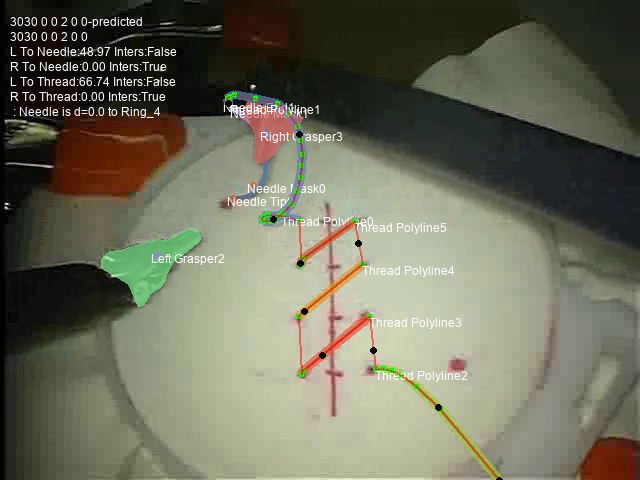 3030 0 0 2 0 0-predicted
3030 0 0 2 0 0
L To Needle:48.97 Inters:False
R To Needle:0.00 Inters:True
L To Thread:66.74 Inters:False
R To Thread:0.00 Inters:True
: Needle is d=0.0 to Ring_4
Right Grasper3
Needle Mask0
Needle Tip
Thread Polyline0
Thread Polyline5
Left Grasper2
Thread Polyline4
Thread Polyline3
Thread Polyline2